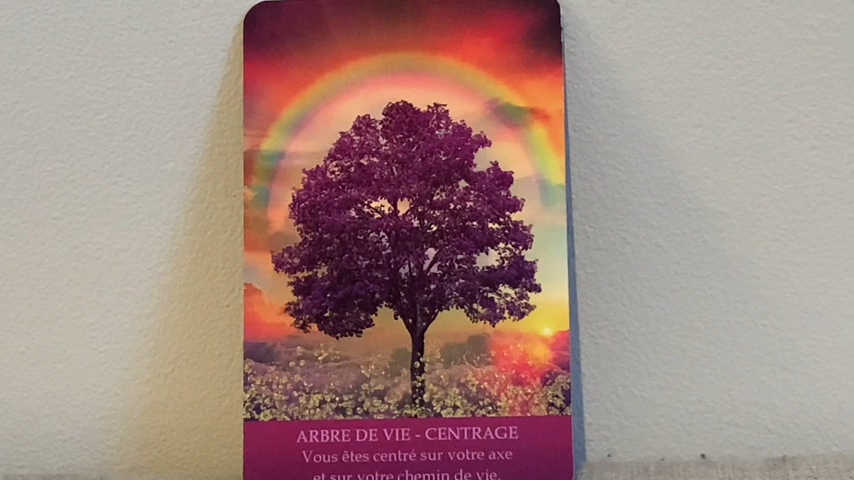 ARBRE DE VIE - CENTRAGE
Vous êtes centré sur votre axe
et sur votre chemin de vie.